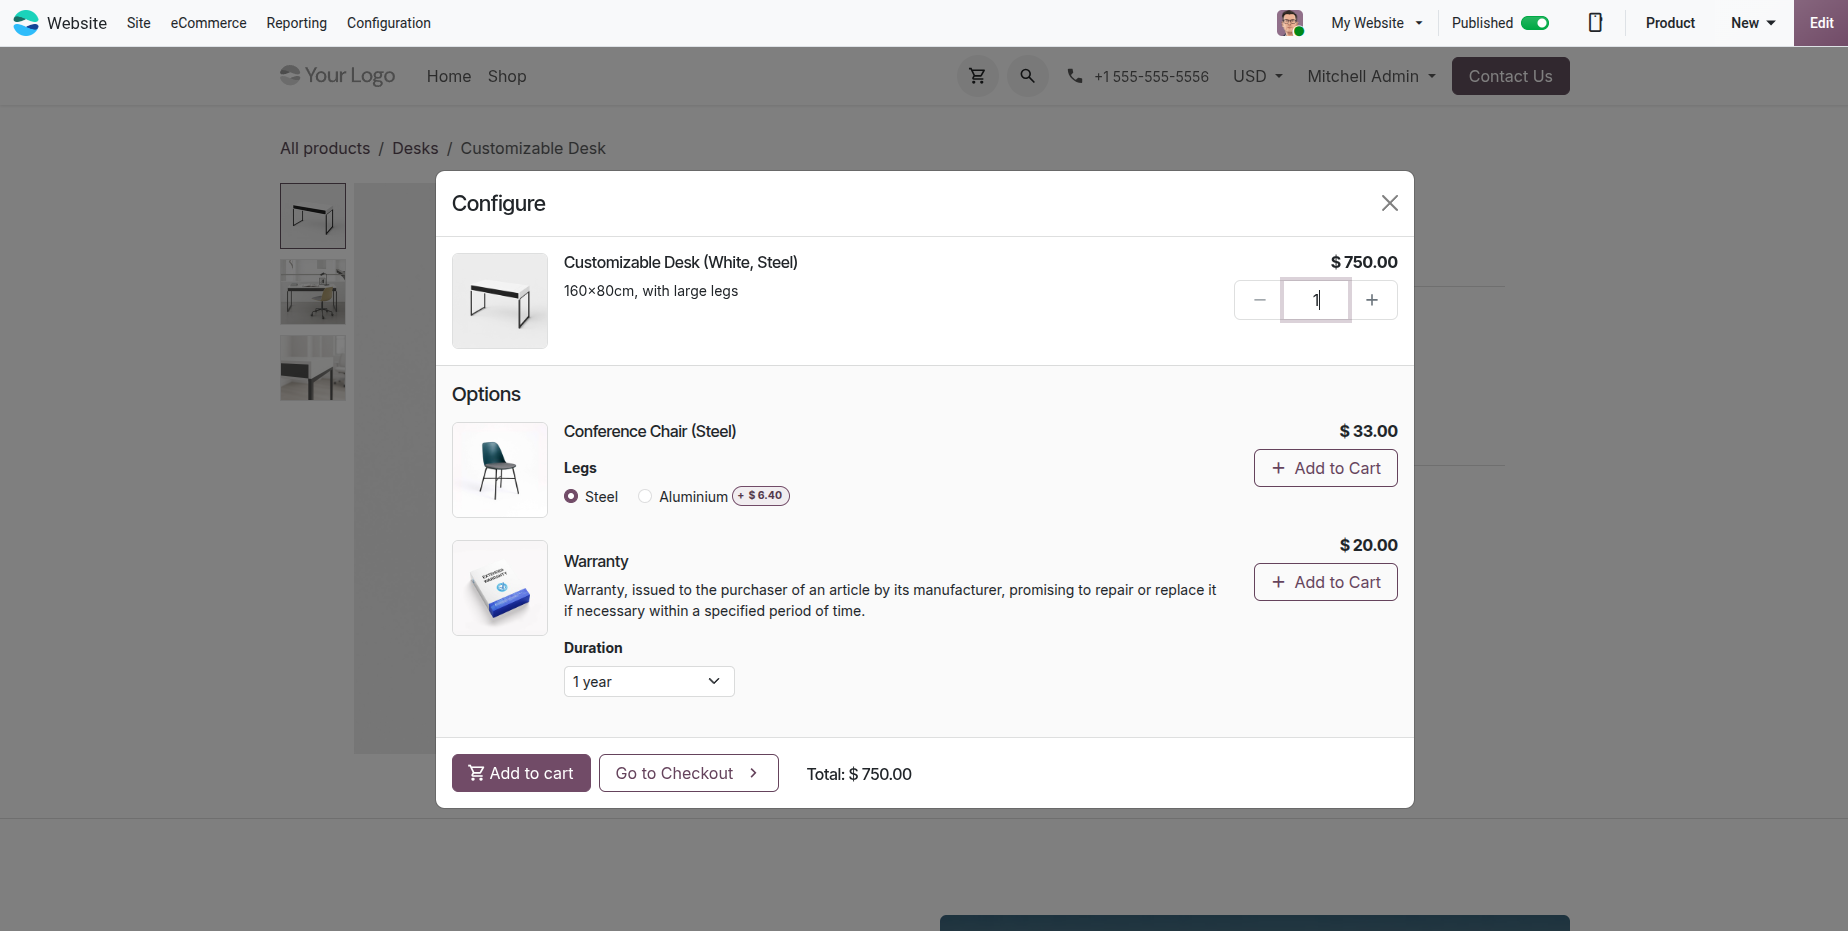 Website Site eCommerce Reporting Configuration My Website Published Product New Edit
Your Logo Home Shop +1 555-555-5556 USD Mitchell Admin Contact Us
All products / Desks / Customizable Desk
Configure
Customizable Desk (White, Steel) $ 750.00
160x80cm, with large legs
1
Options
Conference Chair (Steel) $ 33.00
Legs
+ Add to Cart
Steel Aluminium + $ 6.40
$ 20.00
Warranty
+ Add to Cart
Warranty, issued to the purchaser of an article by its manufacturer, promising to repair or replace it
if necessary within a specified period of time.
EXTENDED
WARRANTY
Duration
1 year
Add to cart Go to Checkout Total: $ 750.00